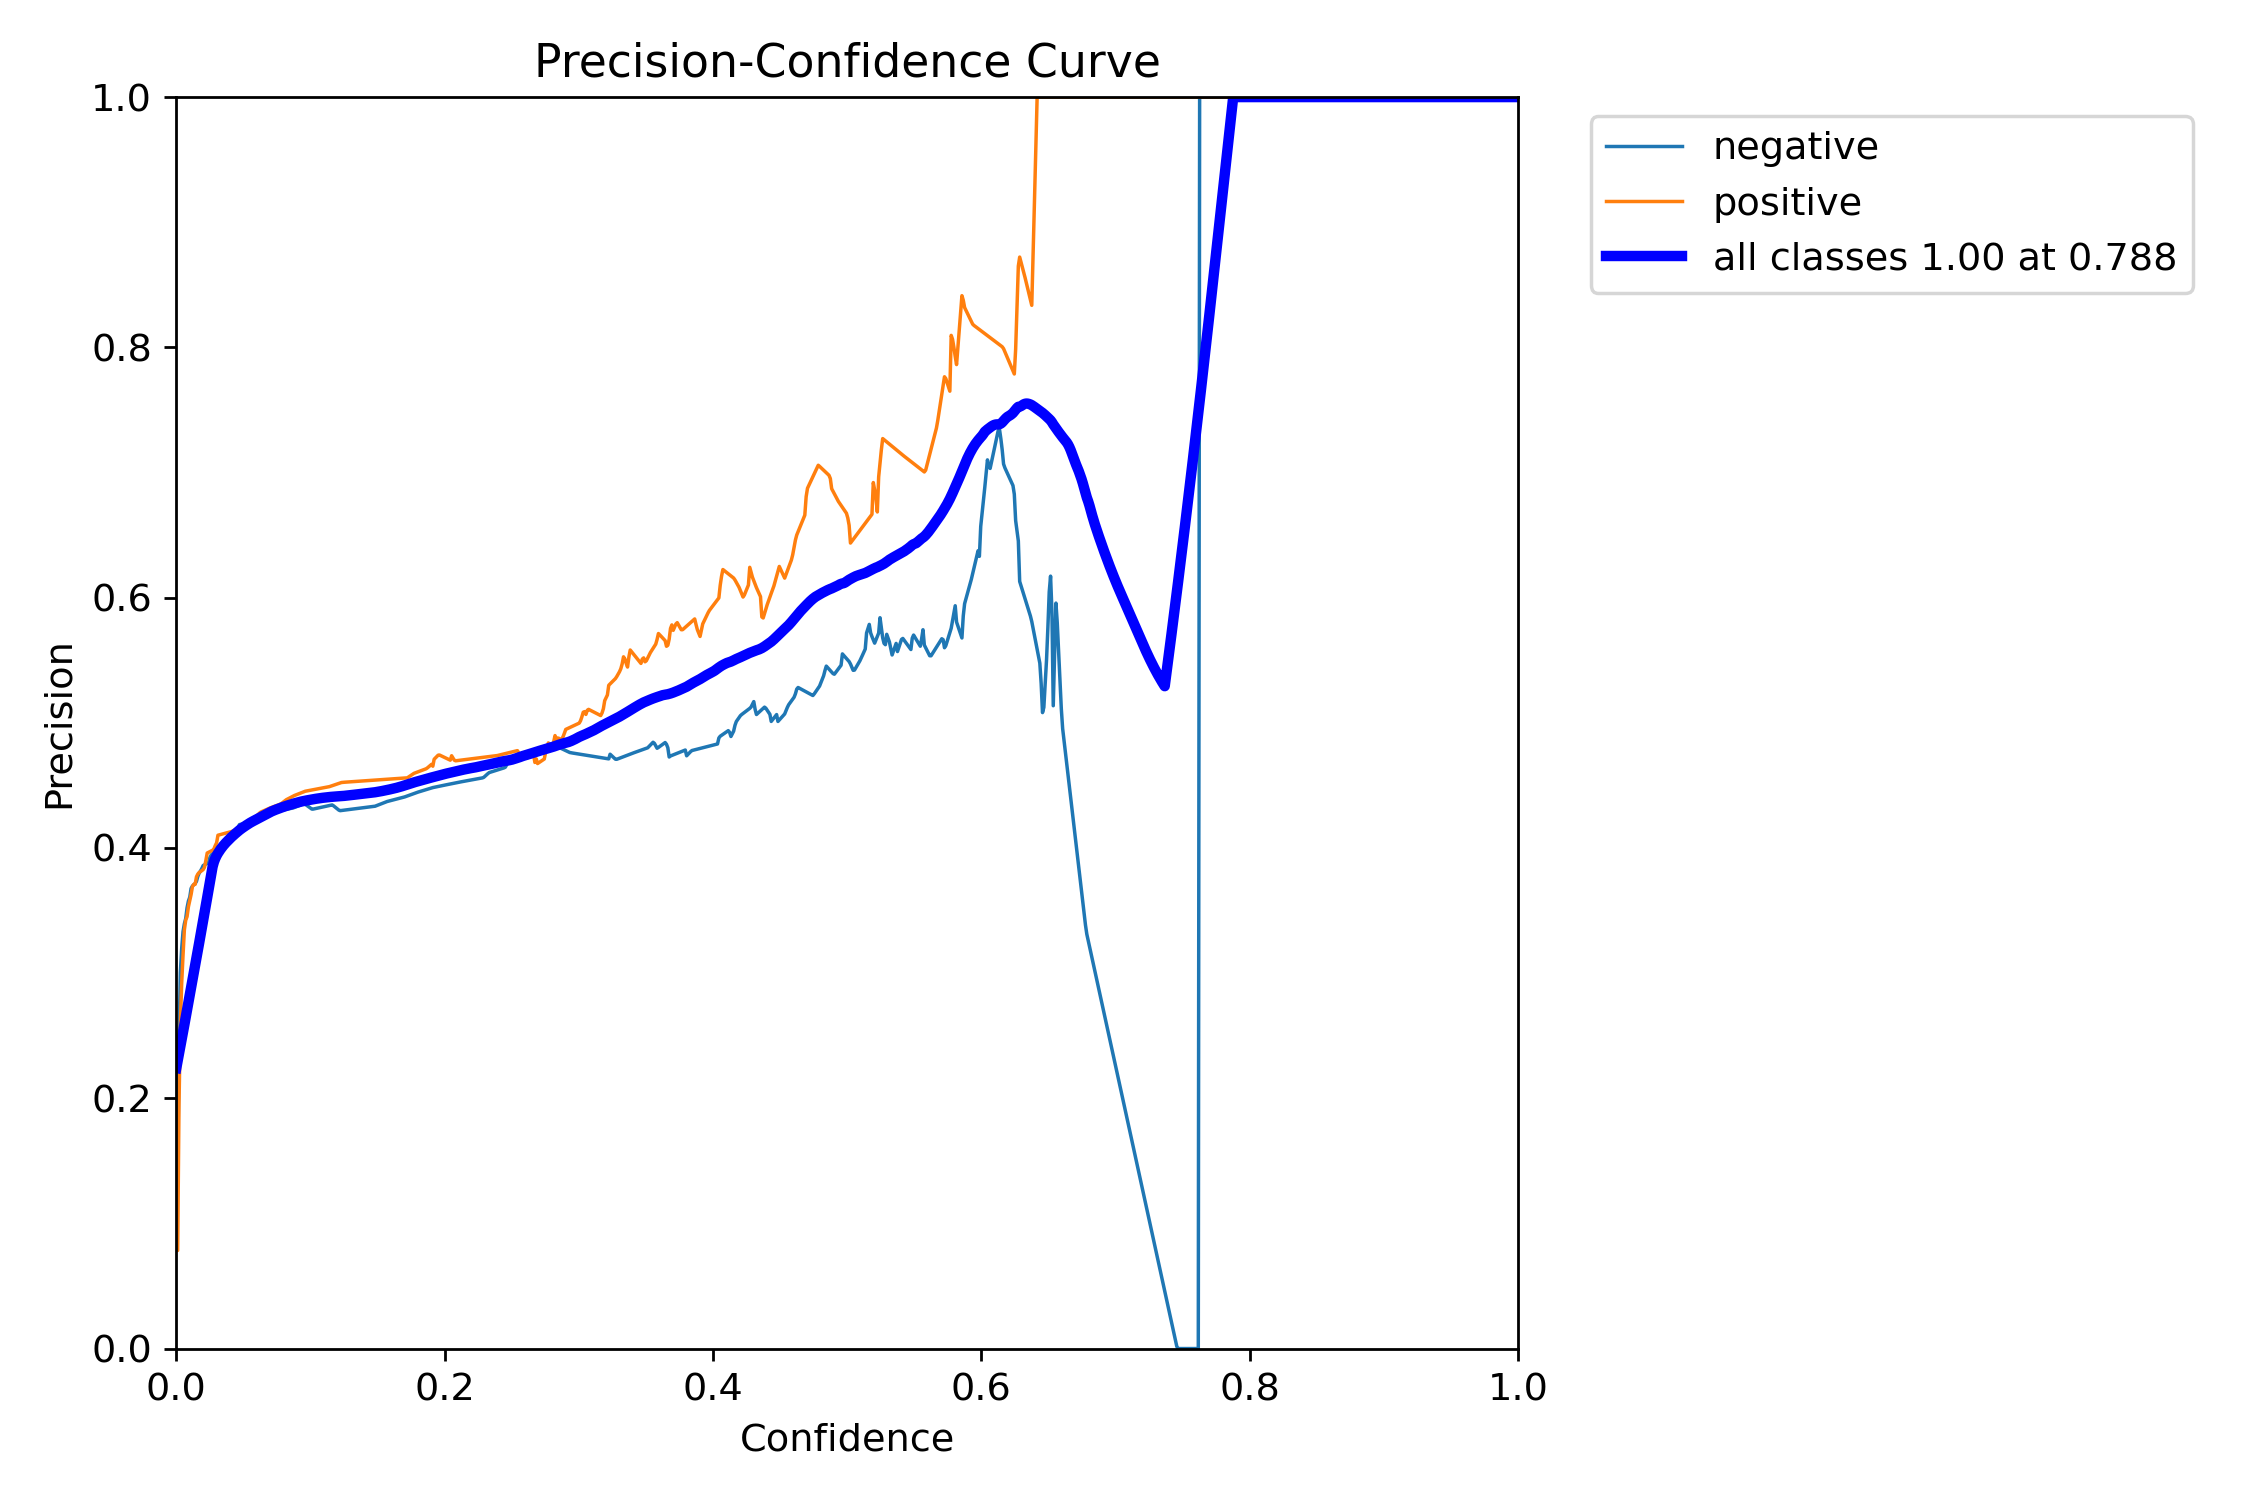 Precision-Confidence Curve
1.0
0.8
0.6
0.4
0.2
0.0
Precision
0.0 0.2 0.4 0.6 0.8 1.0
Confidence
negative
positive
all classes 1.00 at 0.788